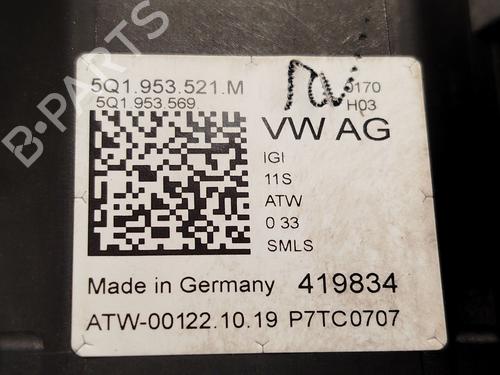 5Q1.953.521.M
5Q1.953.569
0170
H03
VW AG
IGI
11S
ATW
0 33
SMLS
Made in Germany 419834
ATW-00122.10.19 P7TC0707
B-PARTS